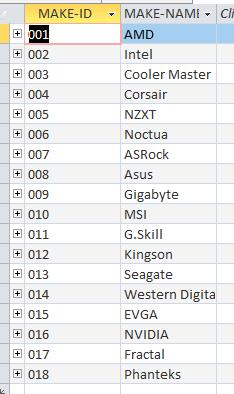 MAKE-ID MAKE-NAME Cli
001 AMD
002 Intel
003 Cooler Master
004 Corsair
005 NZXT
006 Noctua
007 ASRock
008 Asus
009 Gigabyte
010 MSI
011 G.Skill
012 Kingson
013 Seagate
014 Western Digita
015 EVGA
016 NVIDIA
017 Fractal
018 Phanteks